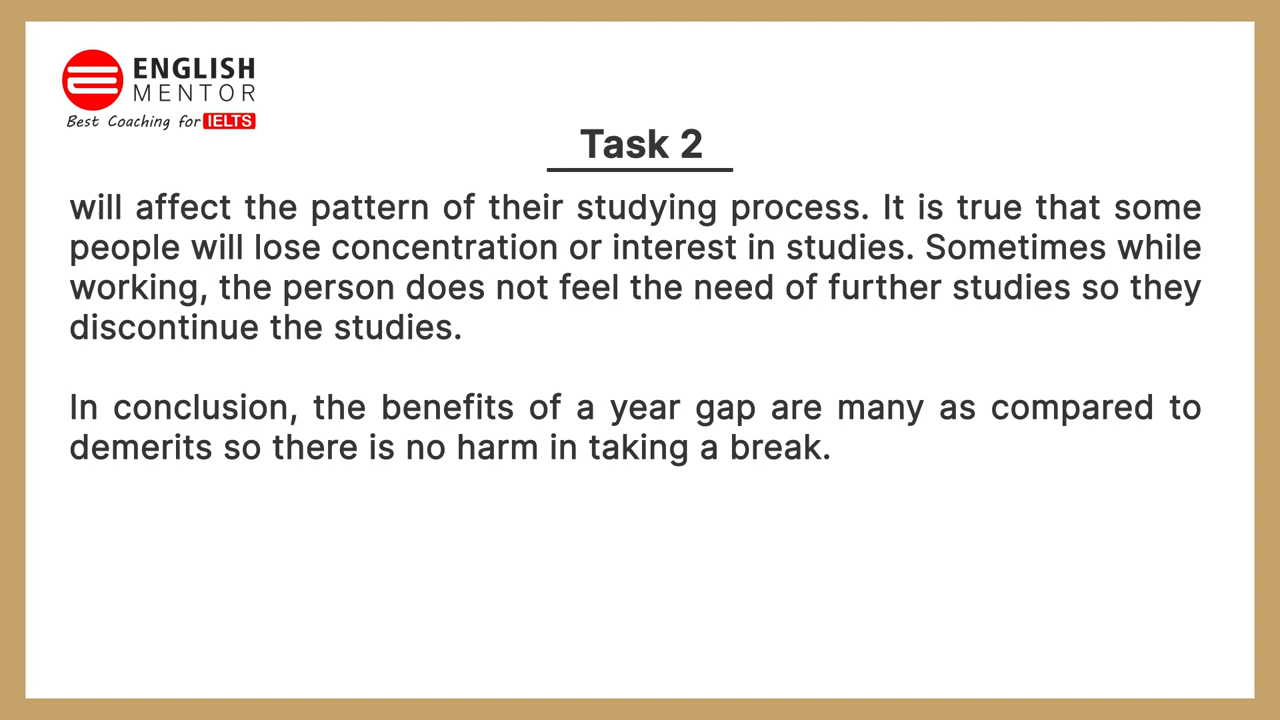 ENGLISH
MENTOR
Best Coaching for IELTS
Task 2
will affect the pattern of their studying process. It is true that some
people will lose concentration or interest in studies. Sometimes while
working, the person does not feel the need of further studies so they
discontinue the studies.
In conclusion, the benefits of a year gap are many as compared to
demerits so there is no harm in taking a break.